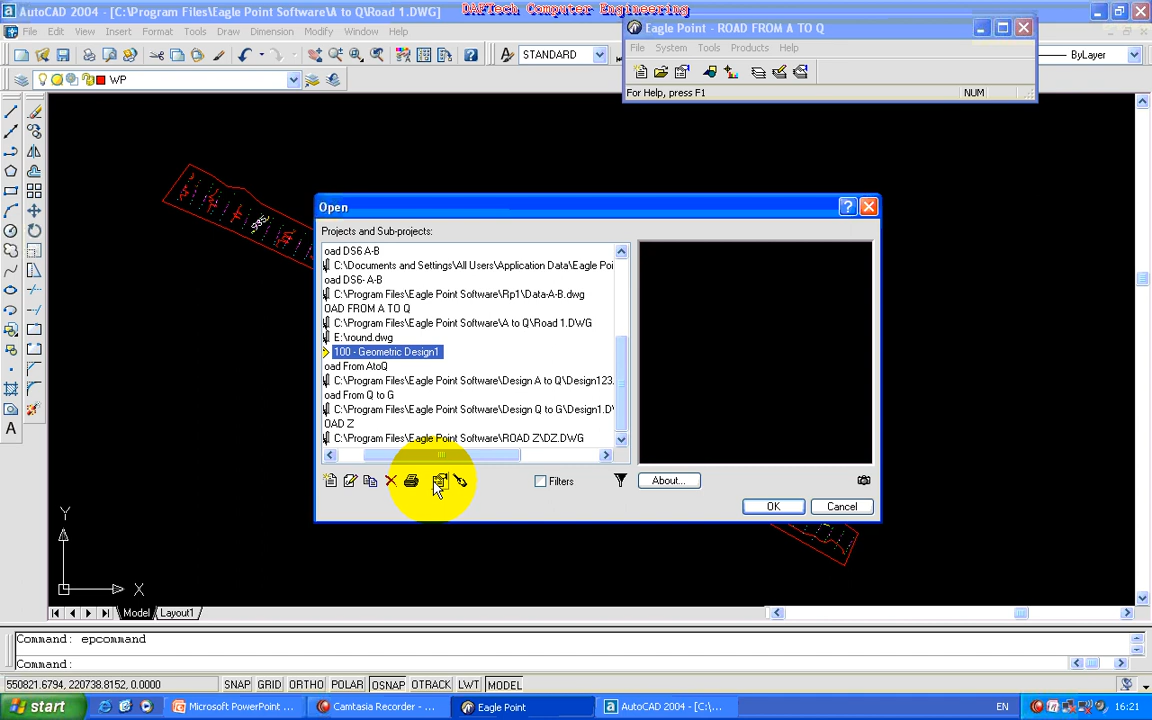 AutoCAD 2004 - [C:\Program Files\Eagle Point Software\A to Q\Road 1.DWG]
DAFTech Computer Engineering
File Edit View Insert Format Tools Draw Dimension Modify Window Help
Eagle Point - ROAD FROM A TO Q
File System Tools Products Help
STANDARD
ByLayer
WP
For Help, press F1
NUM
985
Open
Projects and Sub-projects:
oad DS6 A-B
C:\Documents and Settings\All Users\Application Data\Eagle Poi
oad DS6- A-B
C:\Program Files\Eagle Point Software\Rp1\Data-A-B.dwg
OAD FROM A TO Q
C:\Program Files\Eagle Point Software\A to Q\Road 1.DWG
E:\round.dwg
100 - Geometric Design1
oad From AtoQ
C:\Program Files\Eagle Point Software\Design A to Q\Design123.
oad From Q to G
C:\Program Files\Eagle Point Software\Design Q to G\Design1.D
OAD Z
C:\Program Files\Eagle Point Software\ROAD Z\DZ.DWG
Filters
About...
OK
Cancel
Y
X
Model
Layout1
Command: epcommand
Command:
550821.6794, 220738.8152, 0.0000
SNAP GRID ORTHO POLAR OSNAP OTRACK LWT MODEL
start
Microsoft PowerPoint ...
Camtasia Recorder - ...
Eagle Point
AutoCAD 2004 - [C:\...
EN
16:21